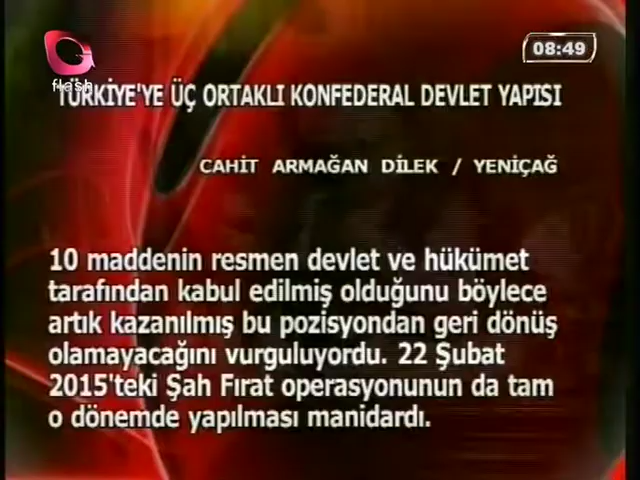 08:49
flash
TÜRKİYE'YE ÜÇ ORTAKLI KONFEDERAL DEVLET YAPISI
CAHİT ARMAĞAN DİLEK / YENİÇAĞ
10 maddenin resmen devlet ve hükümet
tarafından kabul edilmiş olduğunu böylece
artık kazanılmış bu pozisyondan geri dönüş
olamayacağını vurguluyordu. 22 Şubat
2015'teki Şah Fırat operasyonunun da tam
o dönemde yapılması manidardı.